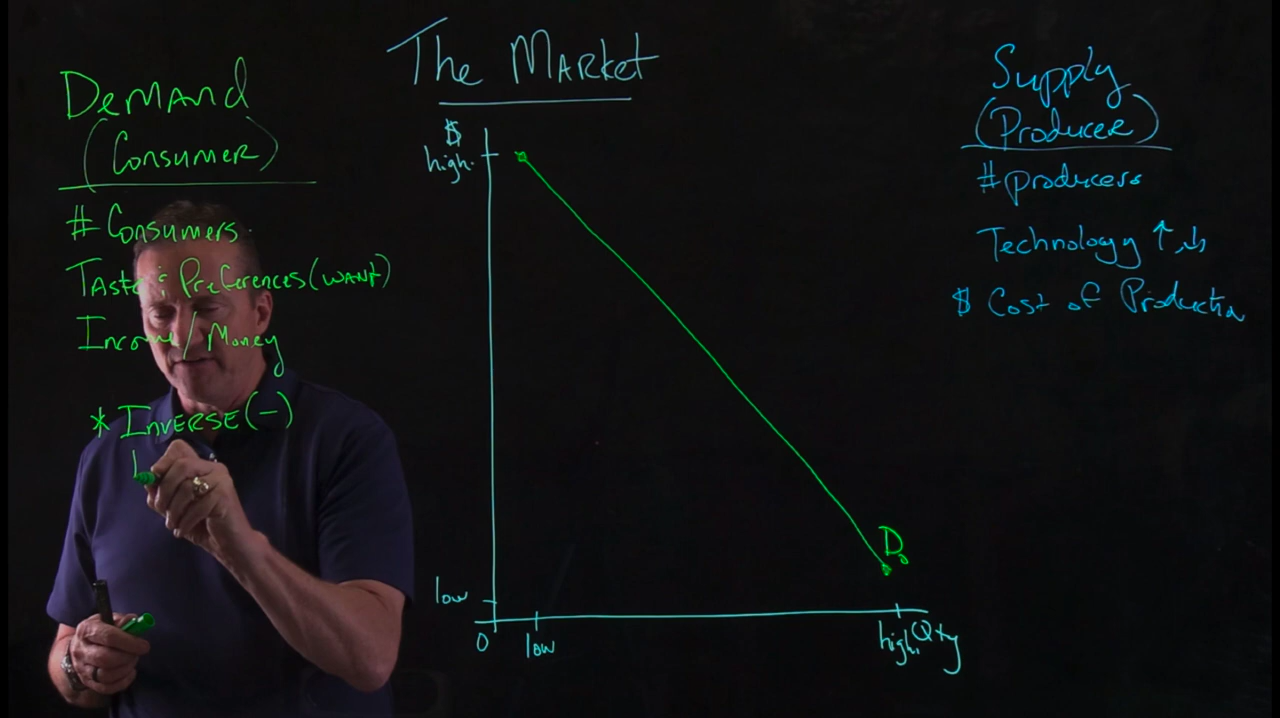 The Market
Demand
(Consumer)
# Consumers
Taste & Preferences (want)
Income/Money
* Inverse (-)
$
high
low
0
low
high
Qty
D₀
Supply
(Producer)
# producers
Technology ↑,↓
$ Cost of Production